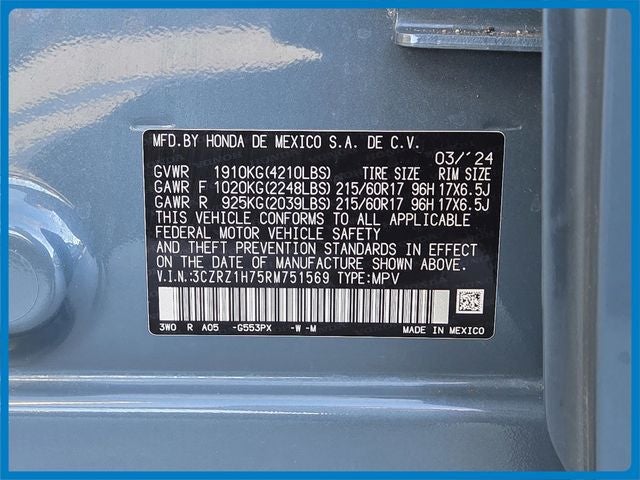 MFD.BY HONDA DE MEXICO S.A. DE C.V.
03/´24
GVWR 1910KG(4210LBS) TIRE SIZE RIM SIZE
GAWR F 1020KG(2248LBS) 215/60R17 96H 17X6.5J
GAWR R 925KG(2039LBS) 215/60R17 96H 17X6.5J
THIS VEHICLE CONFORMS TO ALL APPLICABLE
FEDERAL MOTOR VEHICLE SAFETY
AND THEFT PREVENTION STANDARDS IN EFFECT
ON THE DATE OF MANUFACTURE SHOWN ABOVE.
V.I.N.:3CZRZ1H75RM751569 TYPE:MPV
3W0 R A05 -G553PX -W-M MADE IN MEXICO